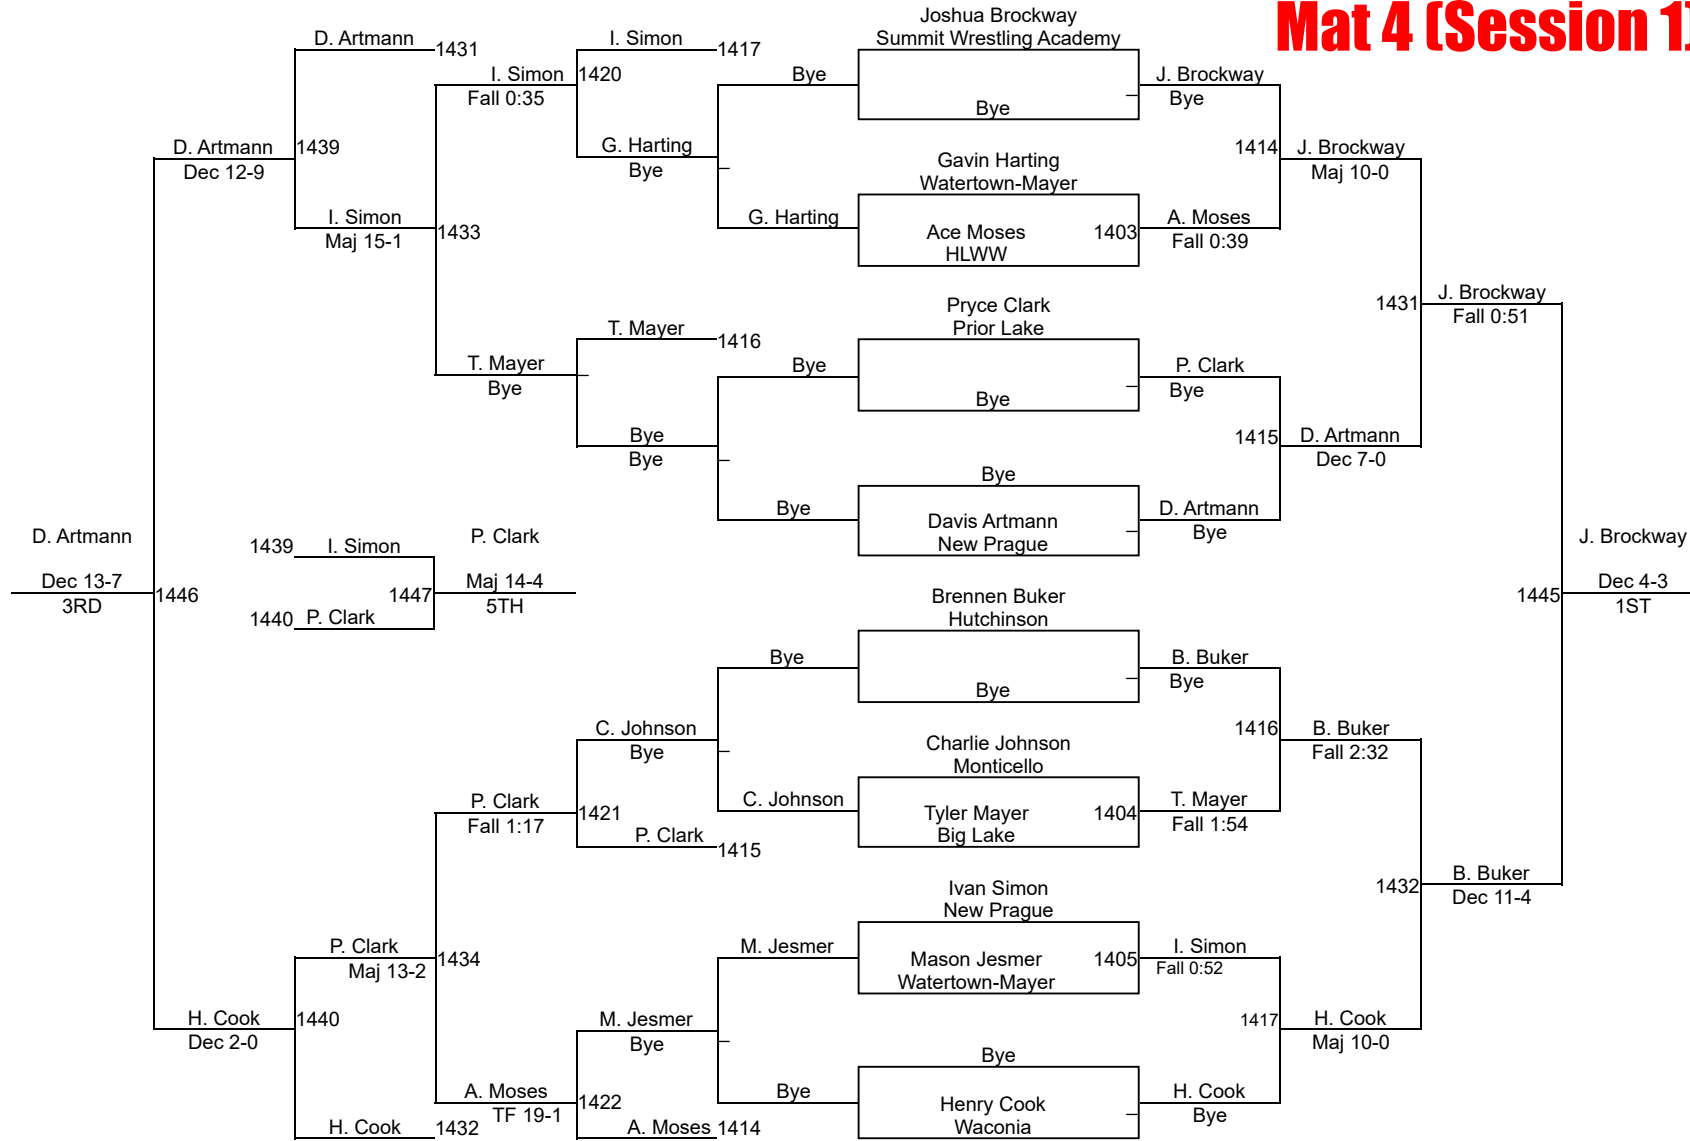 Mat 4 (Session 1)
Joshua Brockway
Summit Wrestling Academy
D. Artmann
1431
I. Simon
1417
I. Simon
1420
Fall 0:35
Bye
Bye
J. Brockway
Bye
D. Artmann
1439
Dec 12-9
G. Harting
Bye
Gavin Harting
Watertown-Mayer
1414
J. Brockway
Maj 10-0
I. Simon
Maj 15-1
1433
G. Harting
Ace Moses
HLWW
1403
A. Moses
Fall 0:39
Pryce Clark
Prior Lake
1431
J. Brockway
Fall 0:51
T. Mayer
1416
T. Mayer
Bye
Bye
Bye
P. Clark
Bye
Bye
Bye
1415
D. Artmann
Dec 7-0
Bye
Bye
Davis Artmann
New Prague
D. Artmann
Bye
D. Artmann
Dec 13-7
3RD
1446
1439
I. Simon
1447
1440
P. Clark
P. Clark
Maj 14-4
5TH
J. Brockway
1445
Dec 4-3
1ST
Brennen Buker
Hutchinson
Bye
Bye
B. Buker
Bye
C. Johnson
Bye
Charlie Johnson
Monticello
1416
B. Buker
Fall 2:32
P. Clark
Fall 1:17
1421
C. Johnson
Tyler Mayer
Big Lake
1404
T. Mayer
Fall 1:54
P. Clark
1415
Ivan Simon
New Prague
1432
B. Buker
Dec 11-4
P. Clark
Maj 13-2
1434
M. Jesmer
Mason Jesmer
Watertown-Mayer
1405
I. Simon
Fall 0:52
H. Cook
Dec 2-0
1440
M. Jesmer
Bye
1417
H. Cook
Maj 10-0
Bye
A. Moses
TF 19-1
1422
Bye
Henry Cook
Waconia
H. Cook
Bye
H. Cook
1432
A. Moses
1414